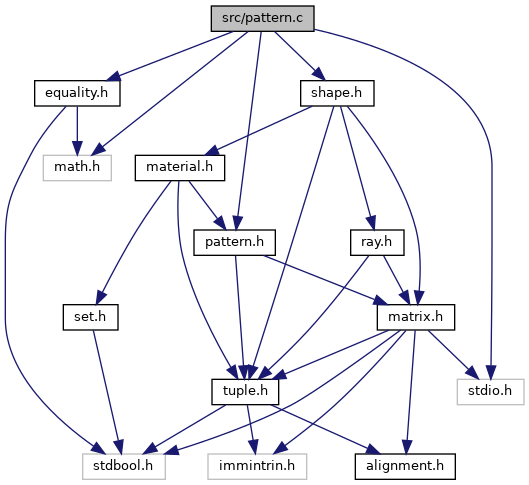 src/pattern.c
equality.h
shape.h
math.h
material.h
pattern.h
ray.h
set.h
matrix.h
tuple.h
stdio.h
stdbool.h
immintrin.h
alignment.h